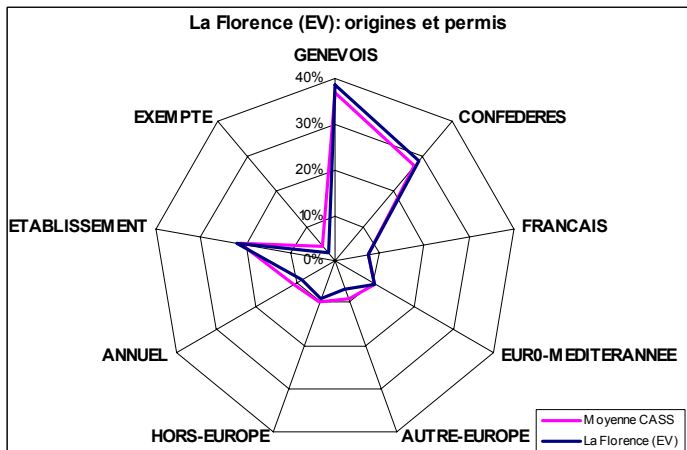 La Florence (EV): origines et permis
GENEVOIS
40%
EXEMPTE
CONFEDERES
30%
20%
ETABLISSEMENT
FRANCAIS
10%
0%
ANNUEL
EUR0-MEDITERANNEE
HORS-EUROPE
AUTRE-EUROPE
Moyenne CASS
La Florence (EV)